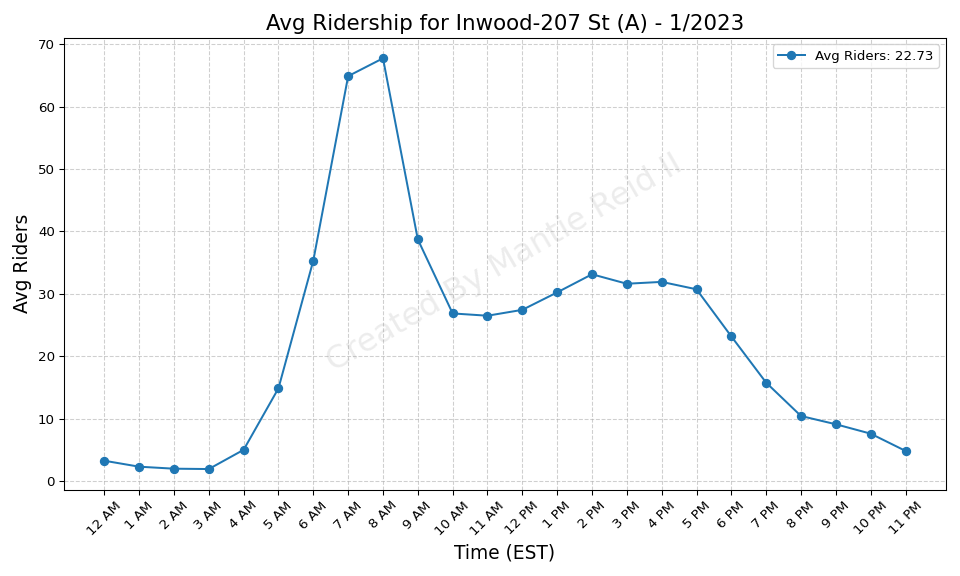 Avg Ridership for Inwood-207 St (A) - 1/2023
Avg Riders: 22.73
70
60
50
40
30
20
10
0
Avg Riders
Created By Mantie Reid II
12 AM
1 AM
2 AM
3 AM
4 AM
5 AM
6 AM
7 AM
8 AM
9 AM
10 AM
11 AM
12 PM
1 PM
2 PM
3 PM
4 PM
5 PM
6 PM
7 PM
8 PM
9 PM
10 PM
11 PM
Time (EST)